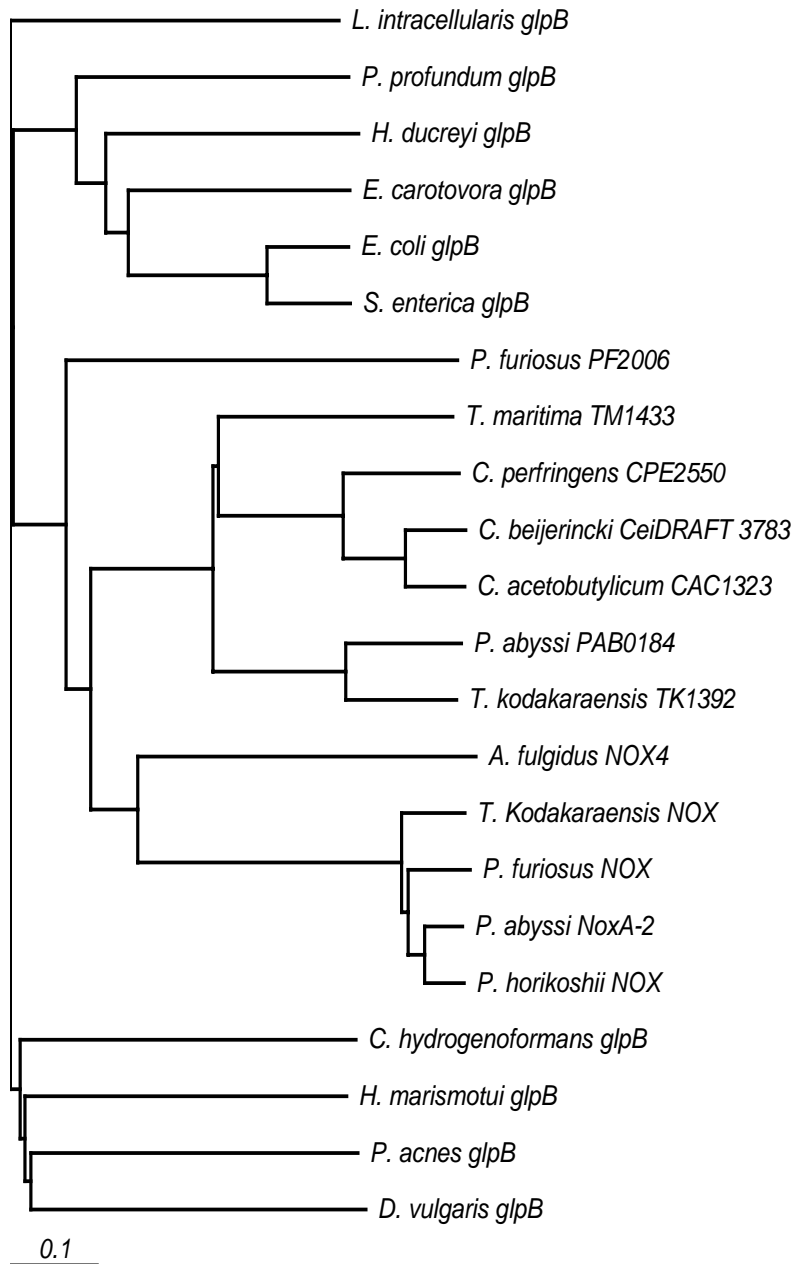 L. intracellularis glpB
P. profundum glpB
H. ducreyi glpB
E. carotovora glpB
E. coli glpB
S. enterica glpB
P. furiosus PF2006
T. maritima TM1433
C. perfringens CPE2550
C. beijerincki CeiDRAFT 3783
C. acetobutylicum CAC1323
P. abyssi PAB0184
T. kodakaraensis TK1392
A. fulgidus NOX4
T. Kodakaraensis NOX
P. furiosus NOX
P. abyssi NoxA-2
P. horikoshii NOX
C. hydrogenoformans glpB
H. marismotui glpB
P. acnes glpB
D. vulgaris glpB
0.1